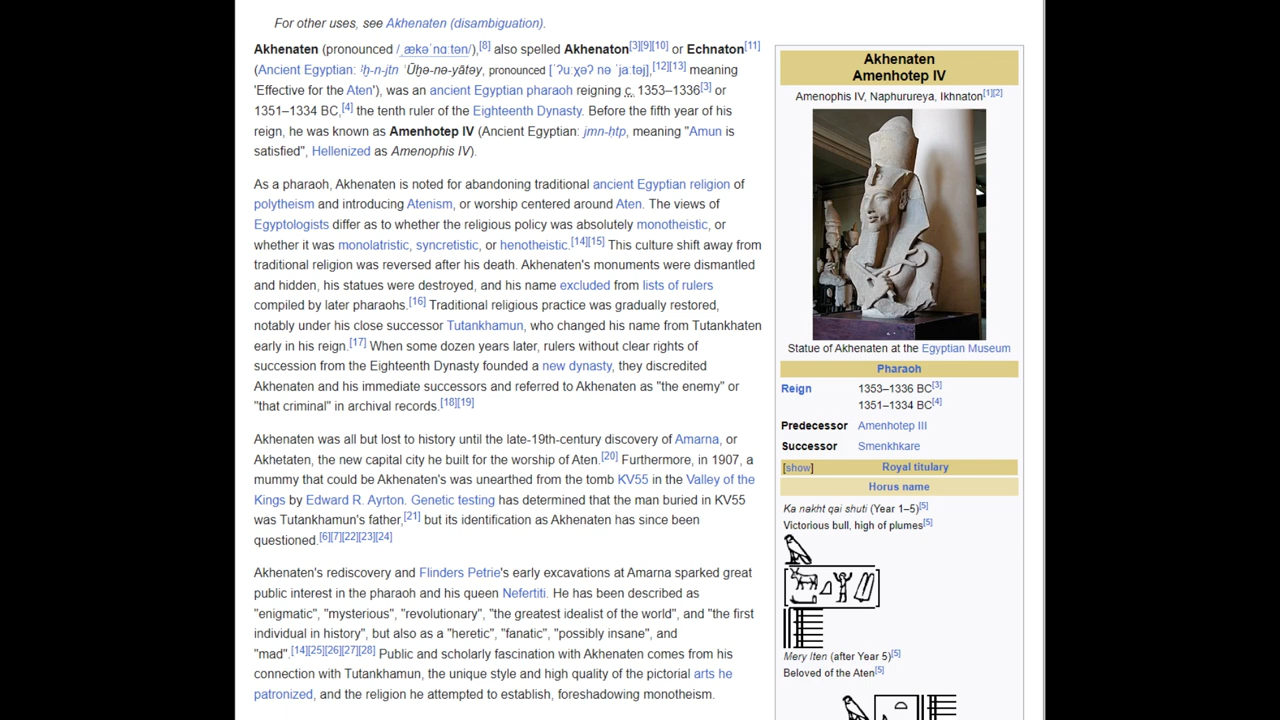 For other uses, see Akhenaten (disambiguation).
Akhenaten (pronounced /ˌækəˈnɑːtən/),[8] also spelled Akhenaton[3][9][10] or Echnaton[11]
(Ancient Egyptian: ꜣḫ-n-jtn ʾŪḫə-nə-yātəy, pronounced [ˈʔuːχəʔ nə ˈjaːtəj],[12][13] meaning
'Effective for the Aten'), was an ancient Egyptian pharaoh reigning c. 1353–1336[3] or
1351–1334 BC,[4] the tenth ruler of the Eighteenth Dynasty. Before the fifth year of his
reign, he was known as Amenhotep IV (Ancient Egyptian: jmn-ḥtp, meaning "Amun is
satisfied", Hellenized as Amenophis IV).
As a pharaoh, Akhenaten is noted for abandoning traditional ancient Egyptian religion of
polytheism and introducing Atenism, or worship centered around Aten. The views of
Egyptologists differ as to whether the religious policy was absolutely monotheistic, or
whether it was monolatristic, syncretistic, or henotheistic.[14][15] This culture shift away from
traditional religion was reversed after his death. Akhenaten's monuments were dismantled
and hidden, his statues were destroyed, and his name excluded from lists of rulers
compiled by later pharaohs.[16] Traditional religious practice was gradually restored,
notably under his close successor Tutankhamun, who changed his name from Tutankhaten
early in his reign.[17] When some dozen years later, rulers without clear rights of
succession from the Eighteenth Dynasty founded a new dynasty, they discredited
Akhenaten and his immediate successors and referred to Akhenaten as "the enemy" or
"that criminal" in archival records.[18][19]
Akhenaten was all but lost to history until the late-19th-century discovery of Amarna, or
Akhetaten, the new capital city he built for the worship of Aten.[20] Furthermore, in 1907, a
mummy that could be Akhenaten's was unearthed from the tomb KV55 in the Valley of the
Kings by Edward R. Ayrton. Genetic testing has determined that the man buried in KV55
was Tutankhamun's father,[21] but its identification as Akhenaten has since been
questioned.[6][7][22][23][24]
Akhenaten's rediscovery and Flinders Petrie's early excavations at Amarna sparked great
public interest in the pharaoh and his queen Nefertiti. He has been described as
"enigmatic", "mysterious", "revolutionary", "the greatest idealist of the world", and "the first
individual in history", but also as a "heretic", "fanatic", "possibly insane", and
"mad".[14][25][26][27][28] Public and scholarly fascination with Akhenaten comes from his
connection with Tutankhamun, the unique style and high quality of the pictorial arts he
patronized, and the religion he attempted to establish, foreshadowing monotheism.
Akhenaten
Amenhotep IV
Amenophis IV, Naphurureya, Ikhnaton[1][2]
Statue of Akhenaten at the Egyptian Museum
Pharaoh
Reign 1353–1336 BC[3]
1351–1334 BC[4]
Predecessor Amenhotep III
Successor Smenkhkare
[show] Royal titulary
Horus name
Ka nakht qai shuti (Year 1–5)[5]
Victorious bull, high of plumes[5]
Mery Iten (after Year 5)[5]
Beloved of the Aten[5]